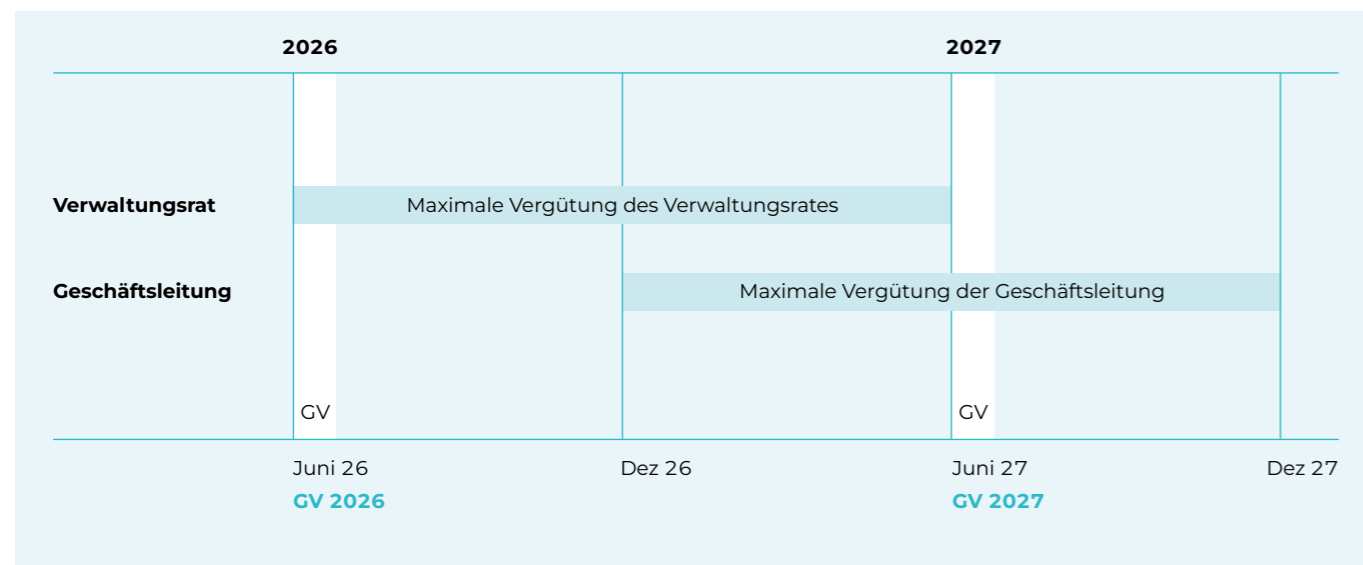 2026 2027
Verwaltungsrat Maximale Vergütung des Verwaltungsrates
Geschäftsleitung Maximale Vergütung der Geschäftsleitung
GV GV
Juni 26 Dez 26 Juni 27 Dez 27
GV 2026 GV 2027